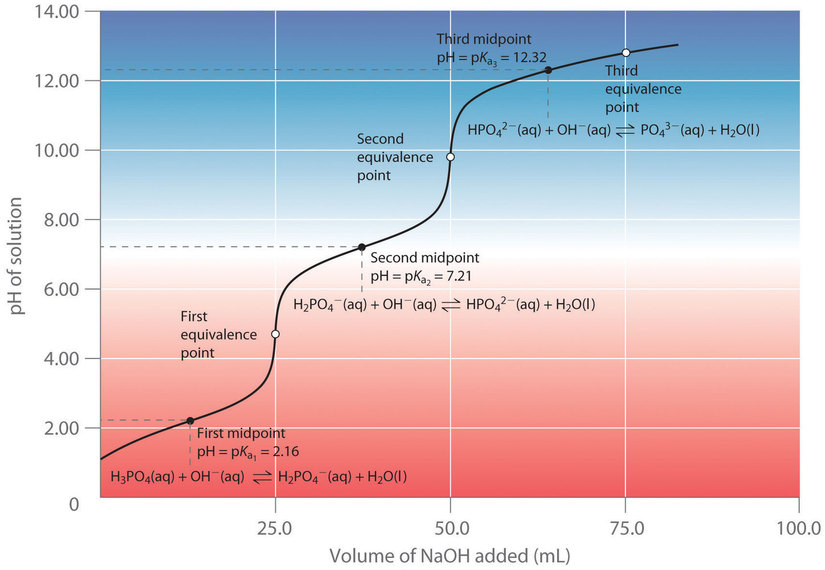 14.00
12.00
10.00
8.00
6.00
4.00
2.00
0
pH of solution
Third midpoint
pH = pKa3 = 12.32
Third
equivalence
point
HPO4²⁻(aq) + OH⁻(aq) ⇌ PO4³⁻(aq) + H2O(l)
Second
equivalence
point
Second midpoint
pH = pKa2 = 7.21
H2PO4⁻(aq) + OH⁻(aq) ⇌ HPO4²⁻(aq) + H2O(l)
First
equivalence
point
First midpoint
pH = pKa1 = 2.16
H3PO4(aq) + OH⁻(aq) ⇌ H2PO4⁻(aq) + H2O(l)
25.0
50.0
75.0
100.0
Volume of NaOH added (mL)